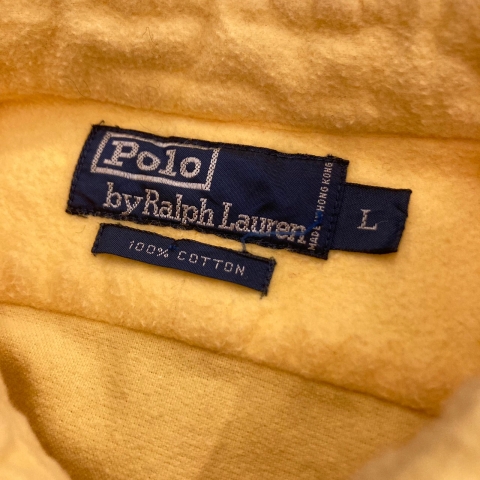 Polo
by Ralph Lauren
MADE IN HONG KONG
L
100% COTTON